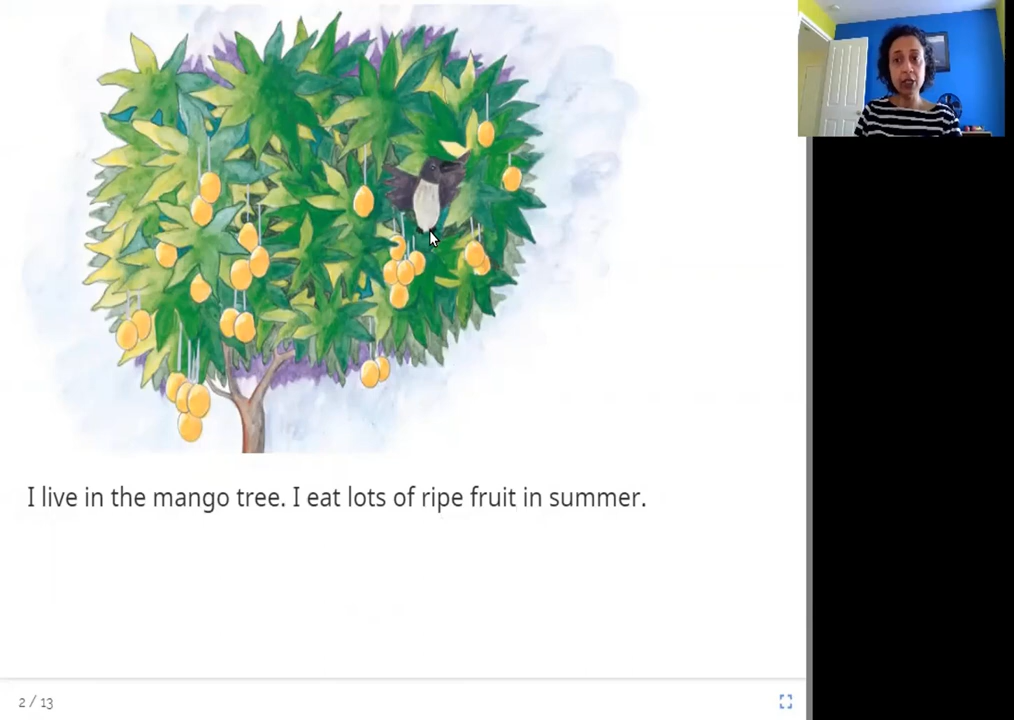 I live in the mango tree. I eat lots of ripe fruit in summer.
2 / 13